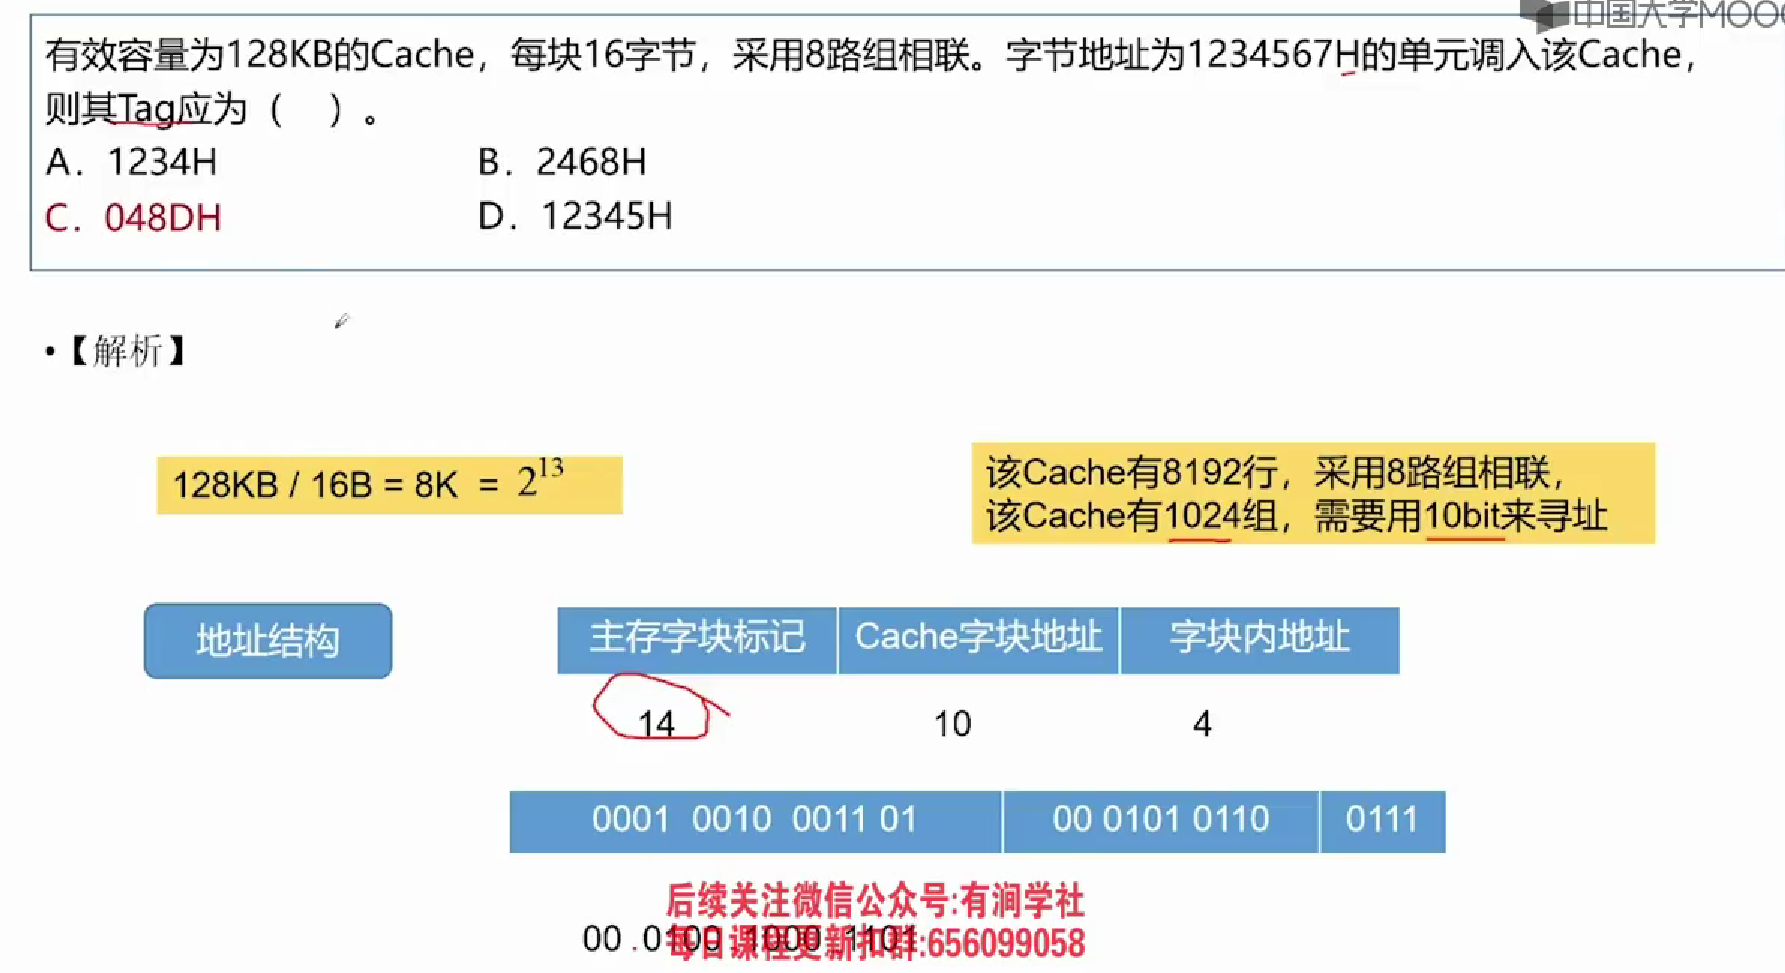 中国大学MOO
有效容量为128KB的Cache，每块16字节，采用8路组相联。字节地址为1234567H的单元调入该Cache，
则其Tag应为（ ）。
A. 1234H B. 2468H
C. 048DH D. 12345H
•【解析】
128KB / 16B = 8K = 2¹³
该Cache有8192行，采用8路组相联，
该Cache有1024组，需要用10bit来寻址
地址结构 主存字块标记 Cache字块地址 字块内地址
14 10 4
0001 0010 0011 01 00 0101 0110 0111
后续关注微信公众号:有涧学社
00 0100 1000 1101
每日课程更新扣群:656099058